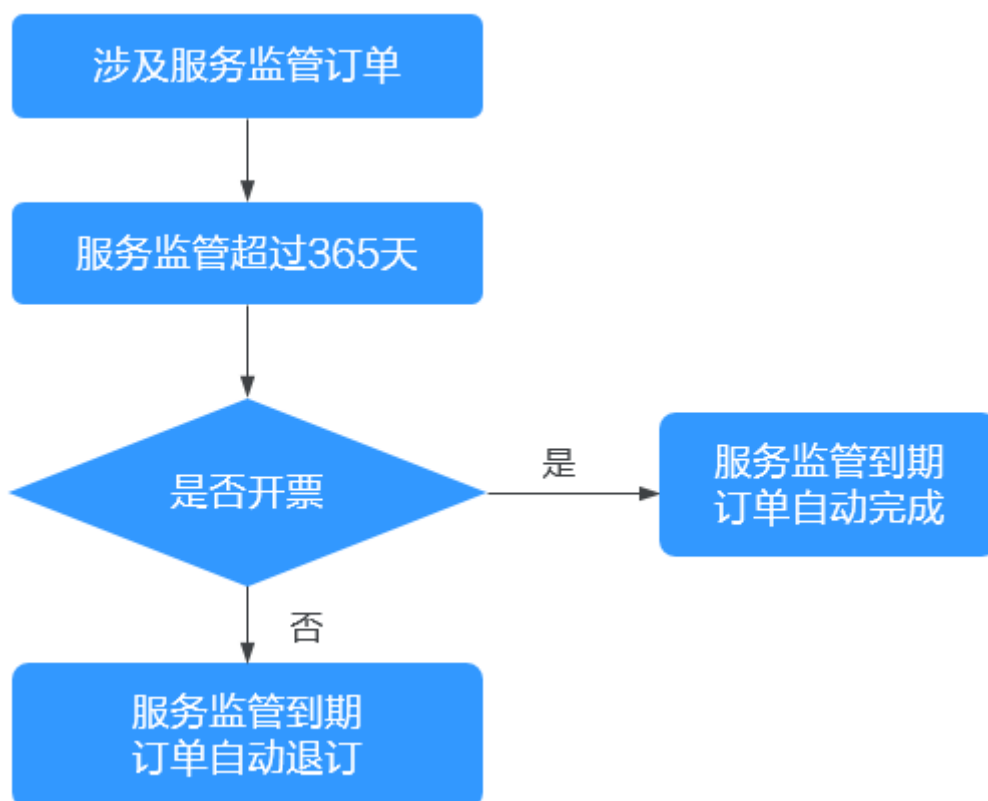 涉及服务监管订单
服务监管超过365天
是否开票
是
服务监管到期
订单自动完成
否
服务监管到期
订单自动退订